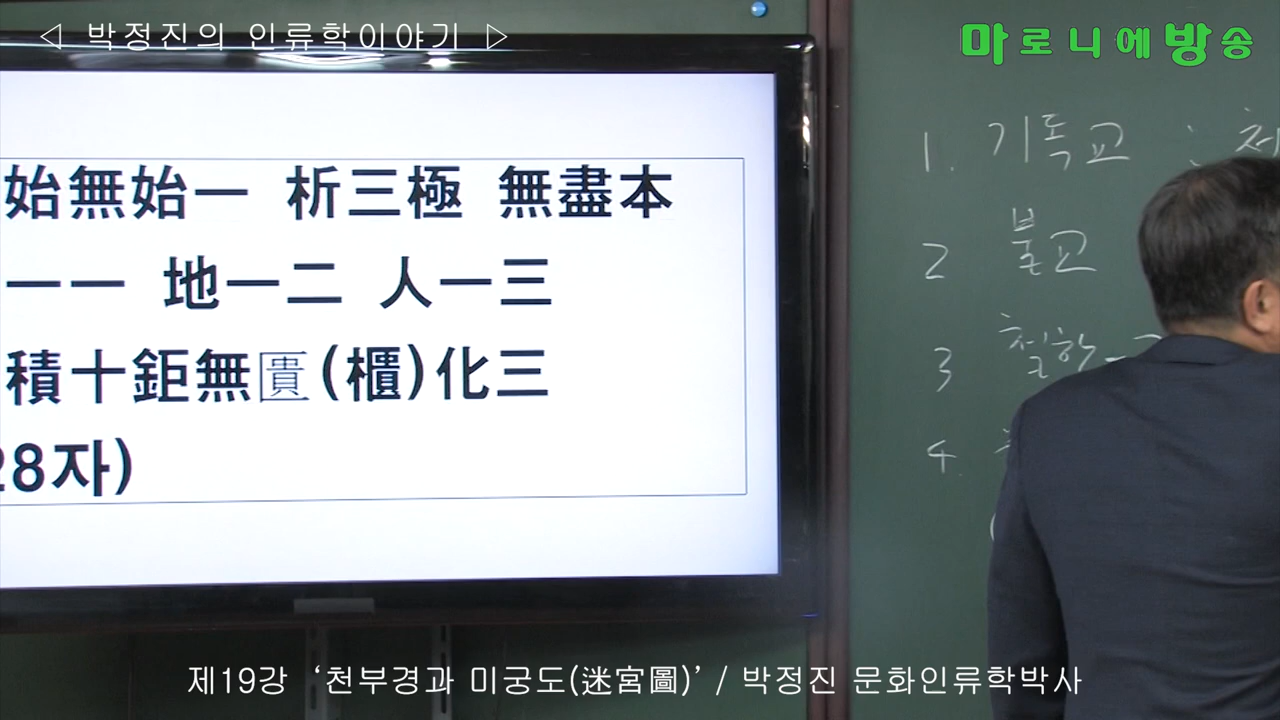 ◁ 박정진의 인류학이야기 ▷
마로니에방송
始無始一 析三極 無盡本
一一 地一二 人一三
積十鉅無匱(櫃)化三
28자)
1. 기독교 : 천
2 불교
3 철학-
4.
제19강 ‘천부경과 미궁도(迷宮圖)’ / 박정진 문화인류학박사